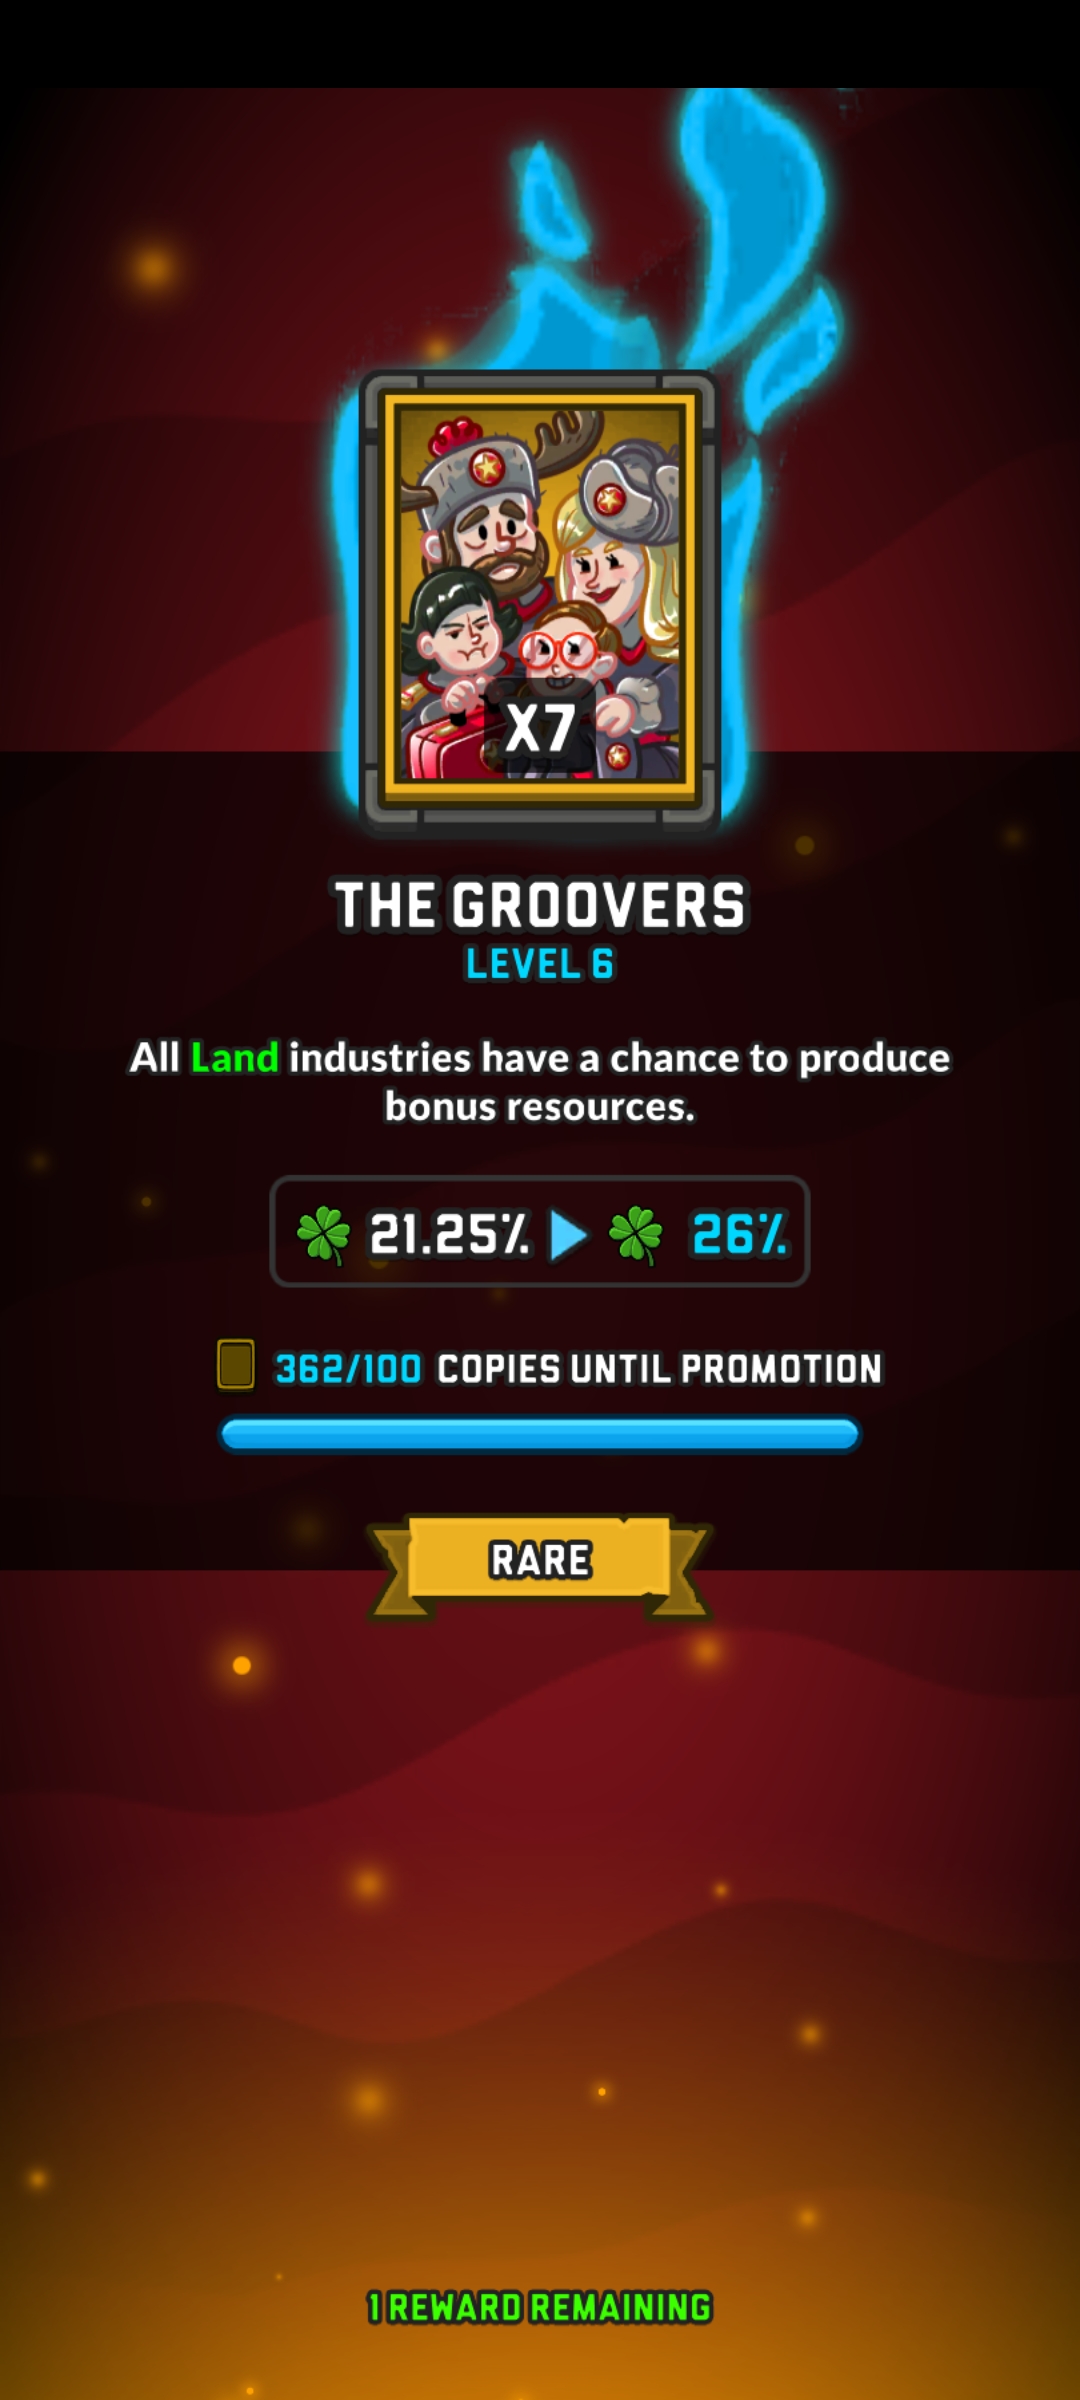 X7
THE GROOVERS
LEVEL 6
All Land industries have a chance to produce
bonus resources.
21.25% 26%
362/100 COPIES UNTIL PROMOTION
RARE
1 REWARD REMAINING